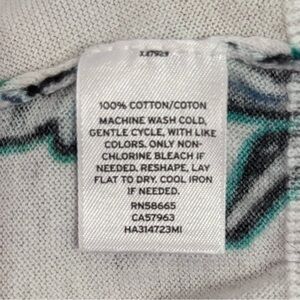 100% COTTON/COTON
MACHINE WASH COLD,
GENTLE CYCLE, WITH LIKE
COLORS. ONLY NON-
CHLORINE BLEACH IF
NEEDED. RESHAPE, LAY
FLAT TO DRY. COOL IRON
IF NEEDED.
RN58665
CA57963
HA314723MI